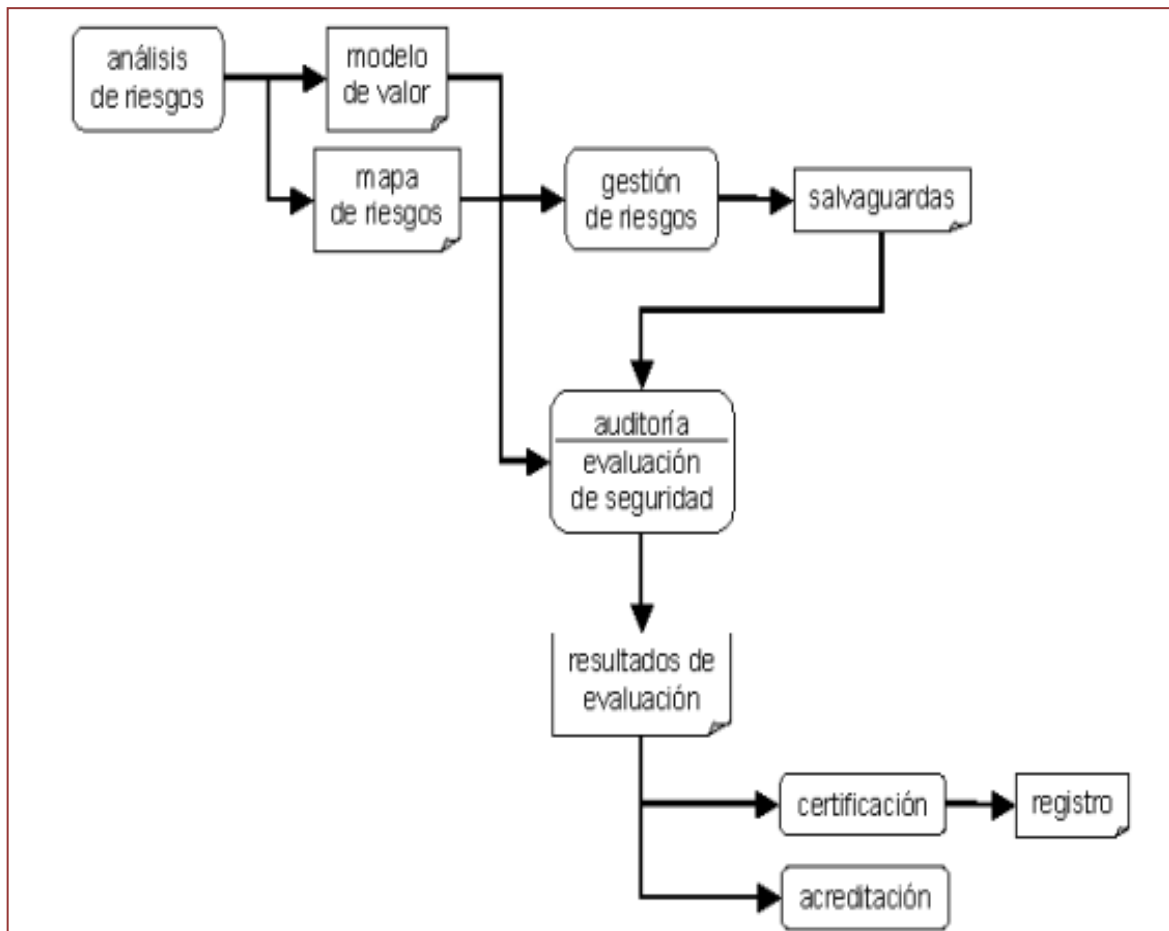 análisis
de riesgos
modelo
de valor
mapa
de riesgos
gestión
de riesgos
salvaguardas
auditoría
evaluación
de seguridad
resultados de
evaluación
certificación
registro
acreditación